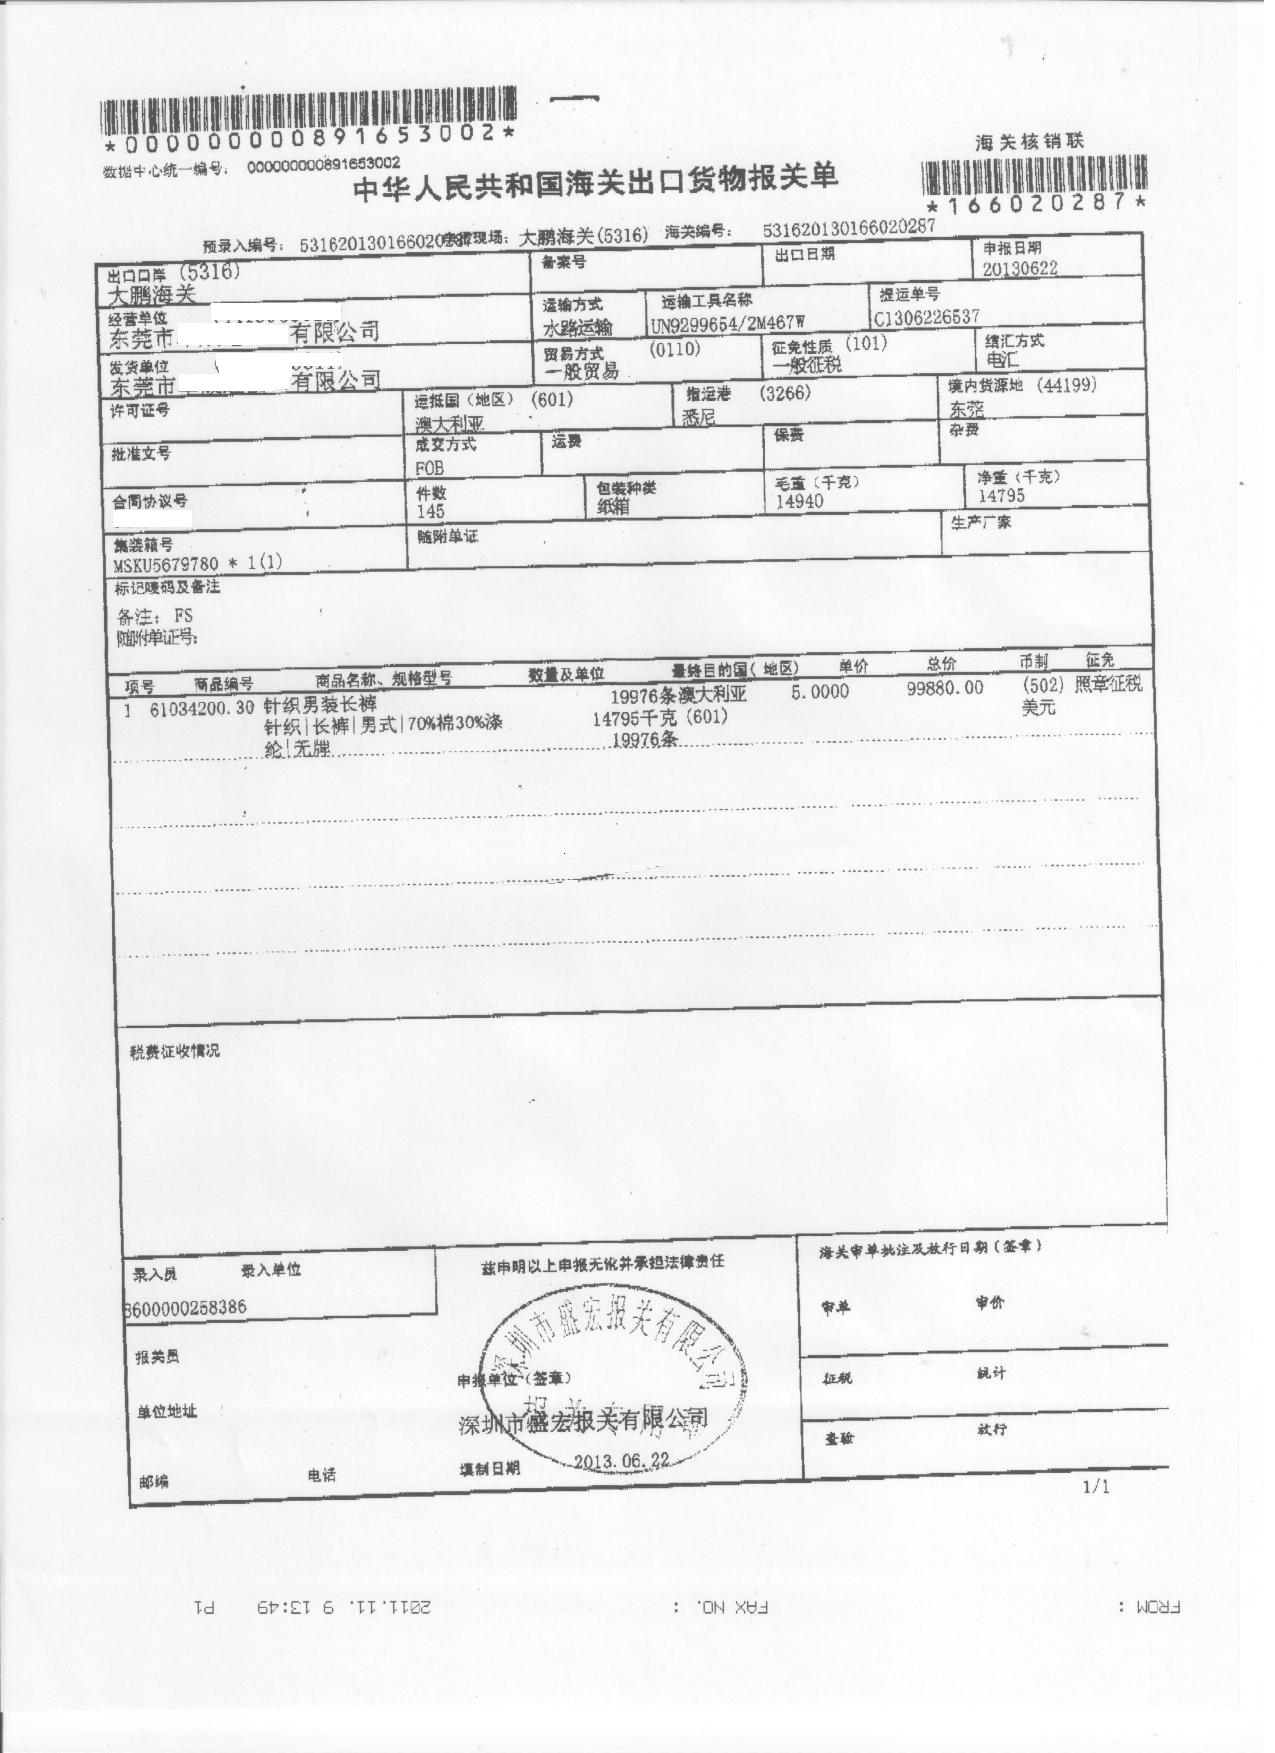 *000000000891653002*
数据中心统一编号: 000000000891653002
海关核销联
中华人民共和国海关出口货物报关单
*166020287*
预录入编号: 申报现场: 大鹏海关(5316) 海关编号: 531620130166020287
出口口岸 (5316) 备案号 出口日期 申报日期
大鹏海关 20130622
经营单位 运输方式 运输工具名称 提运单号
东莞市 有限公司 水路运输 UN9299654/2M467W C1306226537
发货单位 贸易方式 (0110) 征免性质 (101) 结汇方式
东莞市 有限公司 一般贸易 一般征税 电汇
许可证号 运抵国(地区) (601) 指运港 (3266) 境内货源地 (44199)
澳大利亚 悉尼 东莞
批准文号 成交方式 运费 保费 杂费
FOB
合同协议号 件数 包装种类 毛重(千克) 净重(千克)
145 纸箱 14940 14795
集装箱号 随附单证 生产厂家
MSKU5679780 * 1(1)
标记唛码及备注
备注: FS
随附单证号:
项号 商品编号 商品名称、规格型号 数量及单位 最终目的国(地区) 单价 总价 币制 征免
1 61034200.30 针织男装长裤 19976条澳大利亚 5.0000 99880.00 (502) 照章征税
针织|长裤|男式|70%棉30%涤 14795千克 (601) 美元
纶|无牌 19976条
税费征收情况
录入员 录入单位 兹申明以上申报无讹并承担法律责任 海关审单批注及放行日期(签章)
8600000258386 审单 审价
深圳市盛宏报关有限公司
报关员
申报单位(签章) 征税 统计
单位地址 深圳市盛宏报关有限公司
查验 放行
邮编 电话 填制日期 2013.06.22
1/1
FROM : FAX NO. : 2011.11. 9 13:49 P1